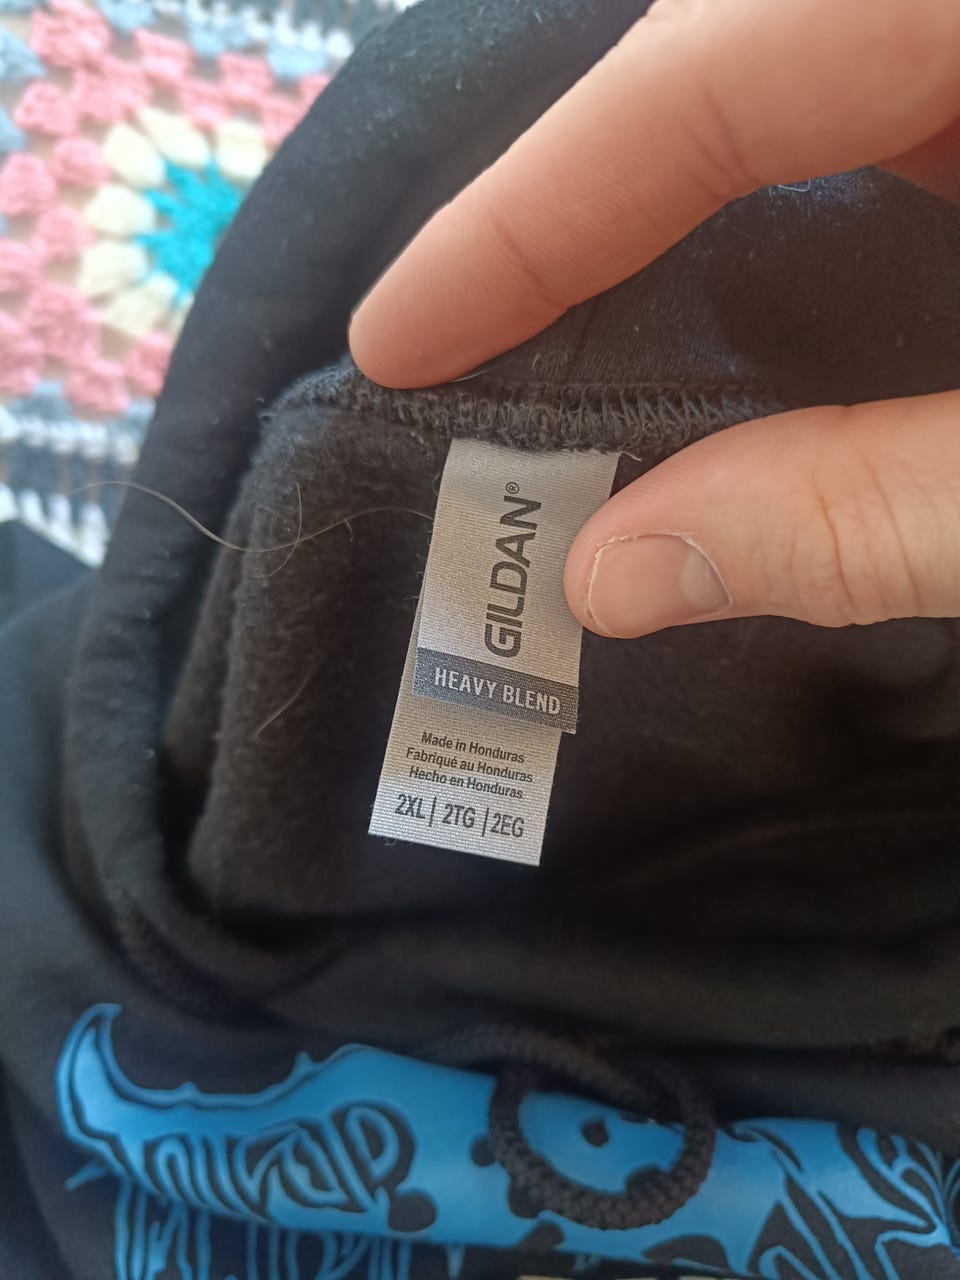 GILDAN®
HEAVY BLEND
Made in Honduras
Fabriqué au Honduras
Hecho en Honduras
2XL | 2TG | 2EG